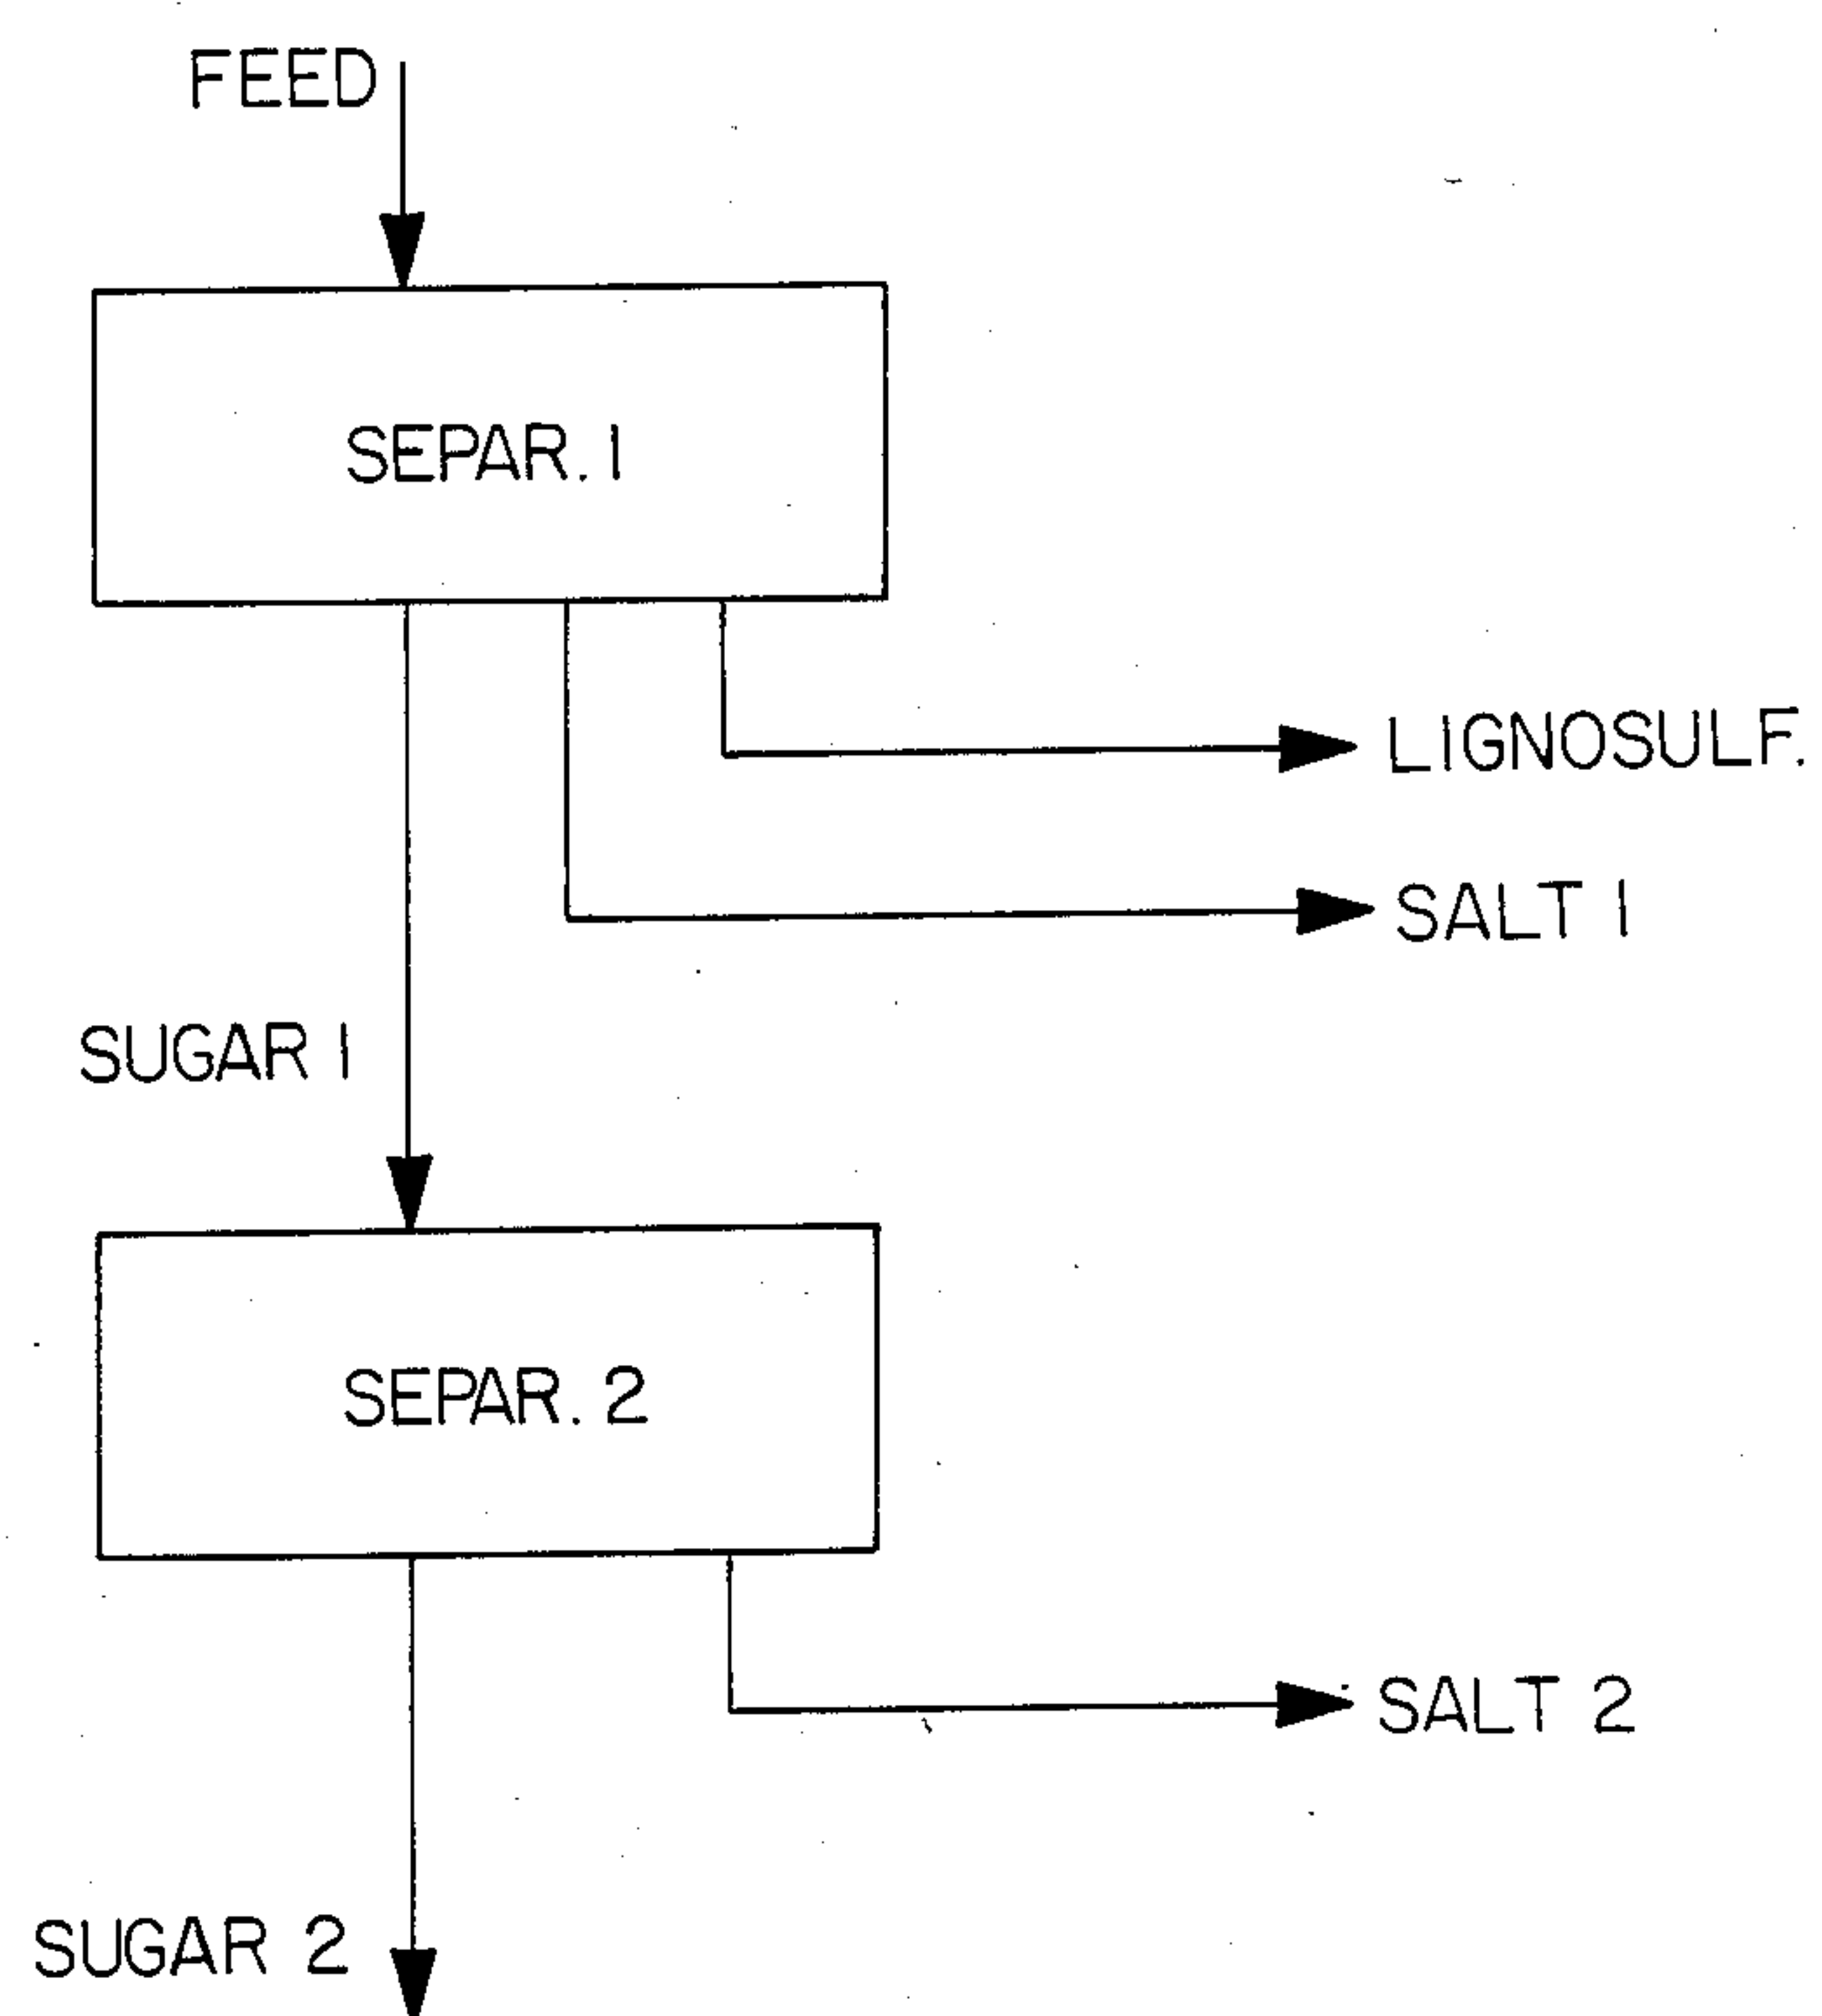 FEED
SEPAR. 1
LIGNOSULF.
SALT 1
SUGAR 1
SEPAR. 2
SALT 2
SUGAR 2